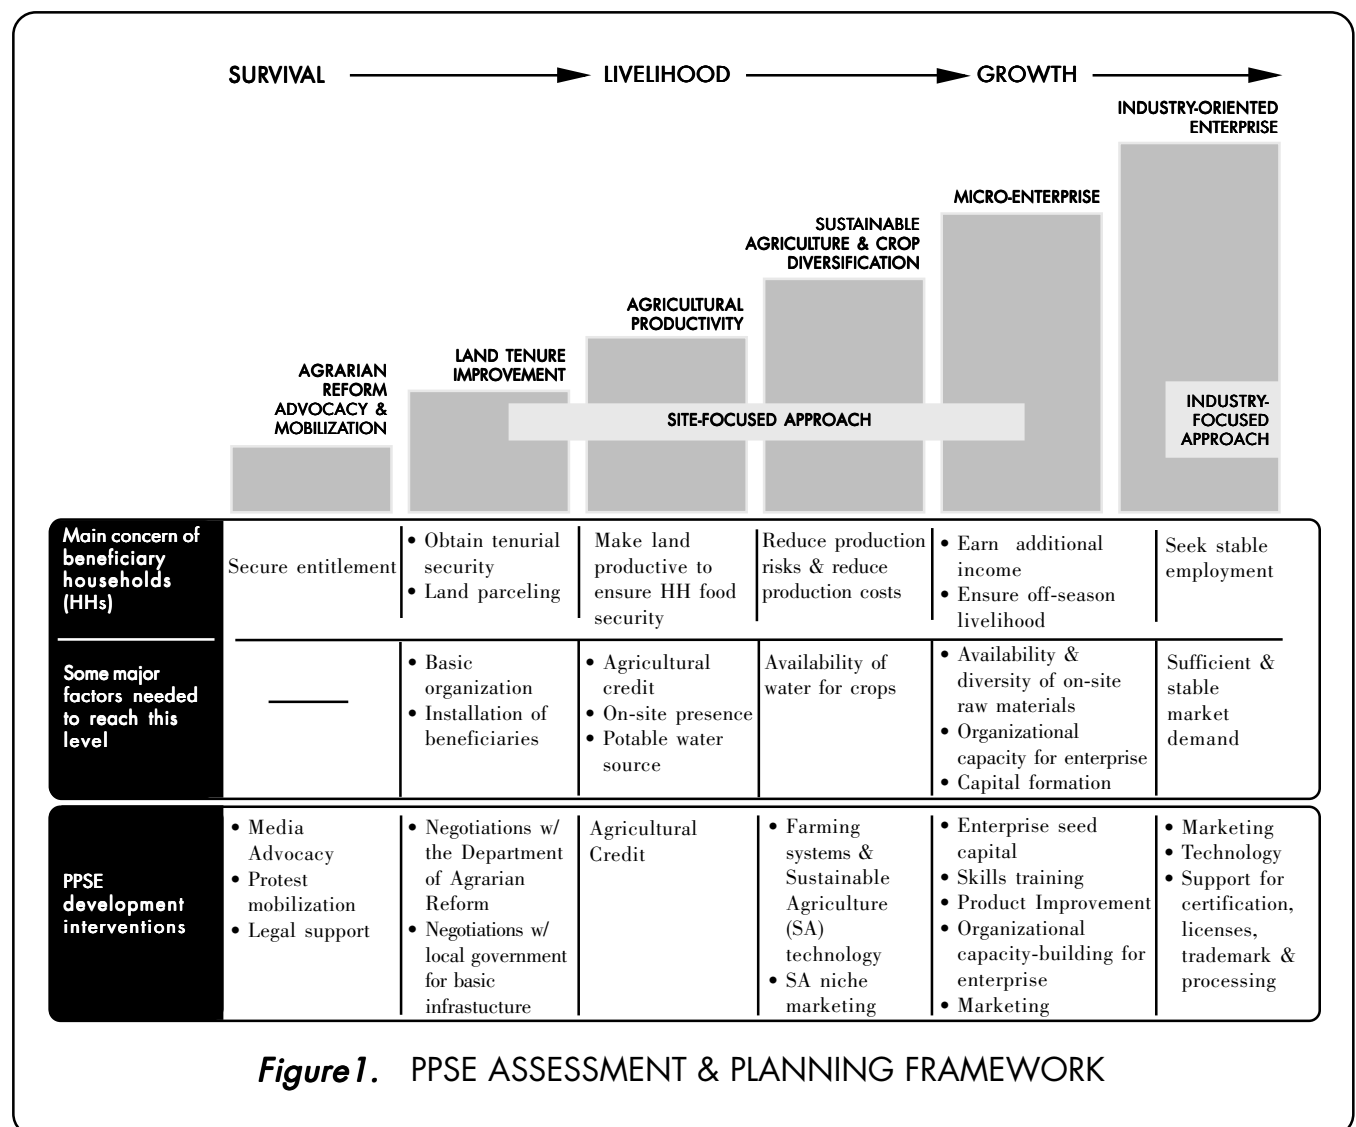 SURVIVAL LIVELIHOOD GROWTH
INDUSTRY-ORIENTED
ENTERPRISE
MICRO-ENTERPRISE
SUSTAINABLE
AGRICULTURE & CROP
DIVERSIFICATION
AGRICULTURAL
PRODUCTIVITY
LAND TENURE
IMPROVEMENT
AGRARIAN
REFORM
ADVOCACY &
MOBILIZATION
SITE-FOCUSED APPROACH
INDUSTRY-
FOCUSED
APPROACH
Main concern of
beneficiary
households
(HHs)
Secure entitlement
• Obtain tenurial
security
• Land parceling
Make land
productive to
ensure HH food
security
Reduce production
risks & reduce
production costs
• Earn additional
income
• Ensure off-season
livelihood
Seek stable
employment
Some major
factors needed
to reach this
level
• Basic
organization
• Installation of
beneficiaries
• Agricultural
credit
• On-site presence
• Potable water
source
Availability of
water for crops
• Availability &
diversity of on-site
raw materials
• Organizational
capacity for enterprise
• Capital formation
Sufficient &
stable
market
demand
PPSE
development
interventions
• Media
Advocacy
• Protest
mobilization
• Legal support
• Negotiations w/
the Department
of Agrarian
Reform
• Negotiations w/
local government
for basic
infrastucture
Agricultural
Credit
• Farming
systems &
Sustainable
Agriculture
(SA)
technology
• SA niche
marketing
• Enterprise seed
capital
• Skills training
• Product Improvement
• Organizational
capacity-building for
enterprise
• Marketing
• Marketing
• Technology
• Support for
certification,
licenses,
trademark &
processing
Figure1. PPSE ASSESSMENT & PLANNING FRAMEWORK